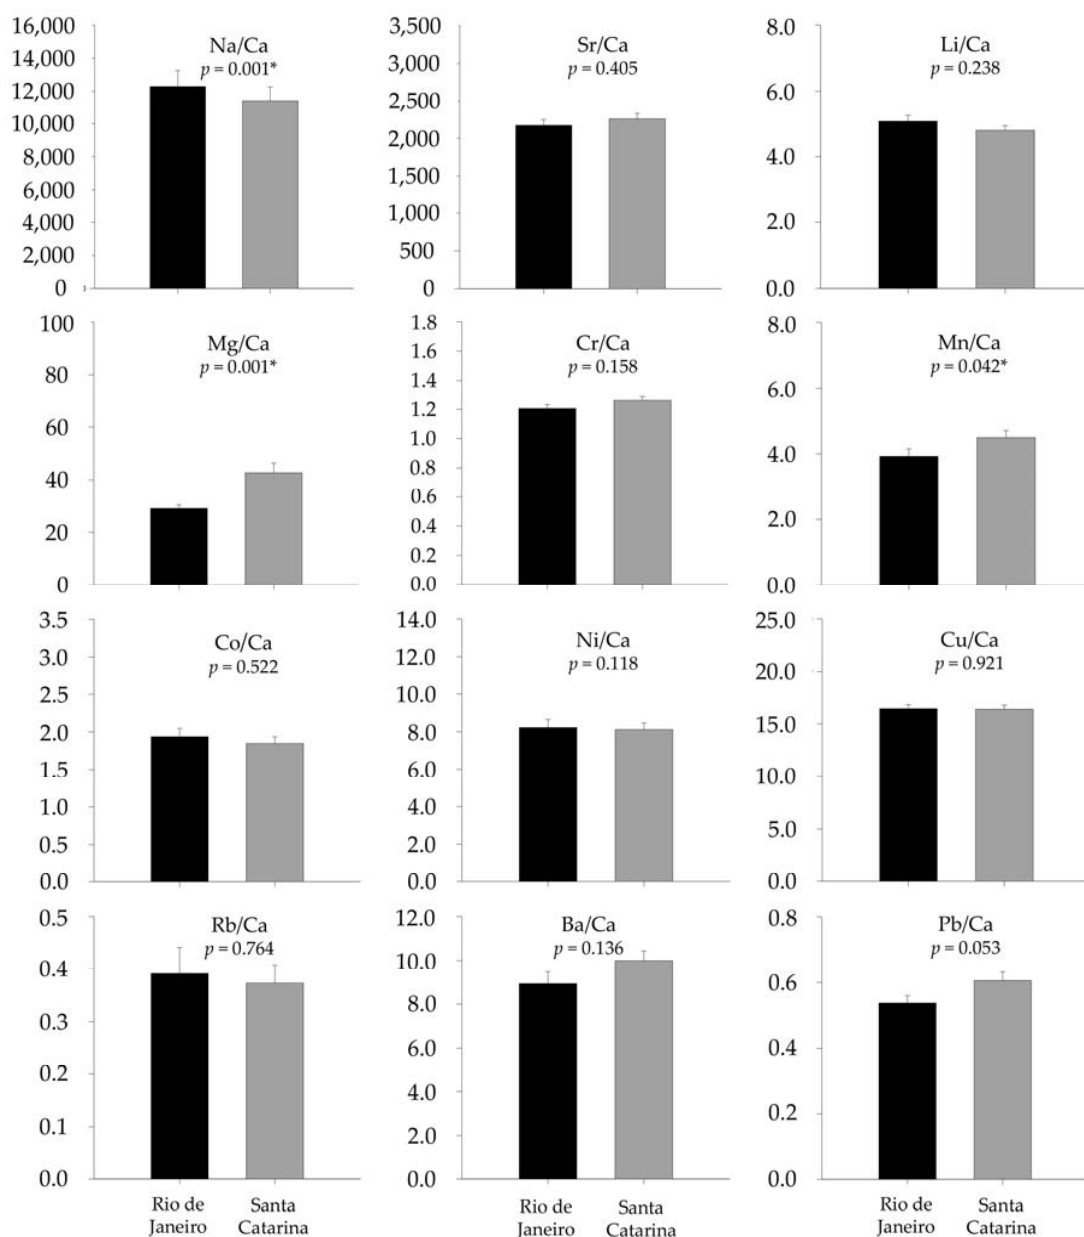 16,000
14,000
12,000
10,000
8,000
6,000
4,000
2,000
0
Na/Ca
p = 0.001*
3,500
3,000
2,500
2,000
1,500
1,000
500
0
Sr/Ca
p = 0.405
8.0
6.0
4.0
2.0
0.0
Li/Ca
p = 0.238
100
80
60
40
20
0
Mg/Ca
p = 0.001*
1.8
1.6
1.4
1.2
1.0
0.8
0.6
0.4
0.2
0.0
Cr/Ca
p = 0.158
8.0
6.0
4.0
2.0
0.0
Mn/Ca
p = 0.042*
3.5
3.0
2.5
2.0
1.5
1.0
0.5
0.0
Co/Ca
p = 0.522
14.0
12.0
10.0
8.0
6.0
4.0
2.0
0.0
Ni/Ca
p = 0.118
25.0
20.0
15.0
10.0
5.0
0.0
Cu/Ca
p = 0.921
0.5
0.4
0.3
0.2
0.1
0.0
Rb/Ca
p = 0.764
12.0
10.0
8.0
6.0
4.0
2.0
0.0
Ba/Ca
p = 0.136
0.8
0.6
0.4
0.2
0.0
Pb/Ca
p = 0.053
Rio de
Janeiro
Santa
Catarina
Rio de
Janeiro
Santa
Catarina
Rio de
Janeiro
Santa
Catarina